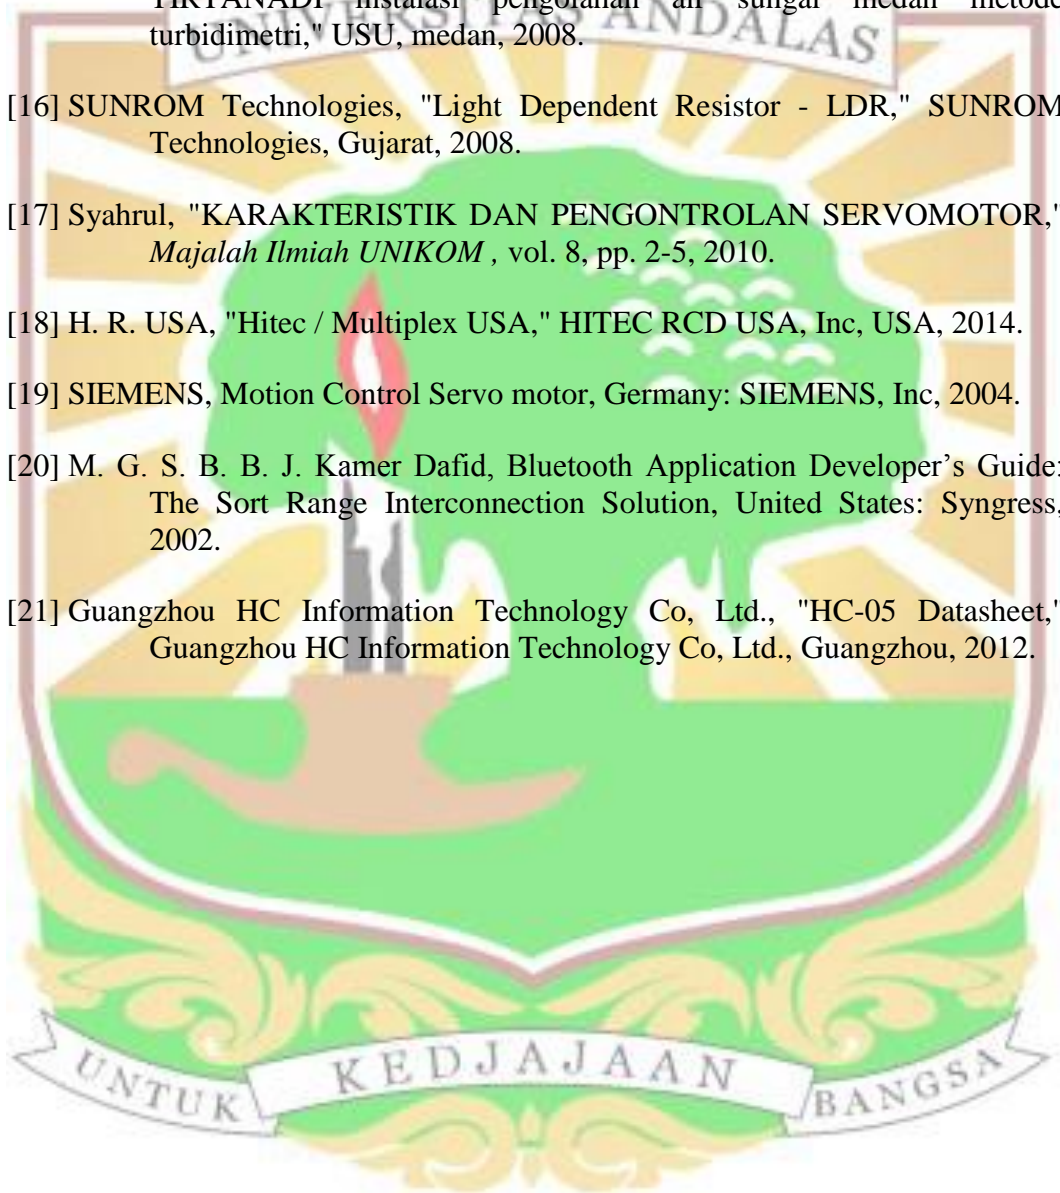 TIRTANADI instalasi pengolahan air sungai medan metode
UNIVERSITAS ANDALAS
turbidimetri," USU, medan, 2008.
[16] SUNROM Technologies, "Light Dependent Resistor - LDR," SUNROM
Technologies, Gujarat, 2008.
[17] Syahrul, "KARAKTERISTIK DAN PENGONTROLAN SERVOMOTOR,"
Majalah Ilmiah UNIKOM , vol. 8, pp. 2-5, 2010.
[18] H. R. USA, "Hitec / Multiplex USA," HITEC RCD USA, Inc, USA, 2014.
[19] SIEMENS, Motion Control Servo motor, Germany: SIEMENS, Inc, 2004.
[20] M. G. S. B. B. J. Kamer Dafid, Bluetooth Application Developer’s Guide:
The Sort Range Interconnection Solution, United States: Syngress,
2002.
[21] Guangzhou HC Information Technology Co, Ltd., "HC-05 Datasheet,"
Guangzhou HC Information Technology Co, Ltd., Guangzhou, 2012.
UNTUK KEDJAJAAN BANGSA